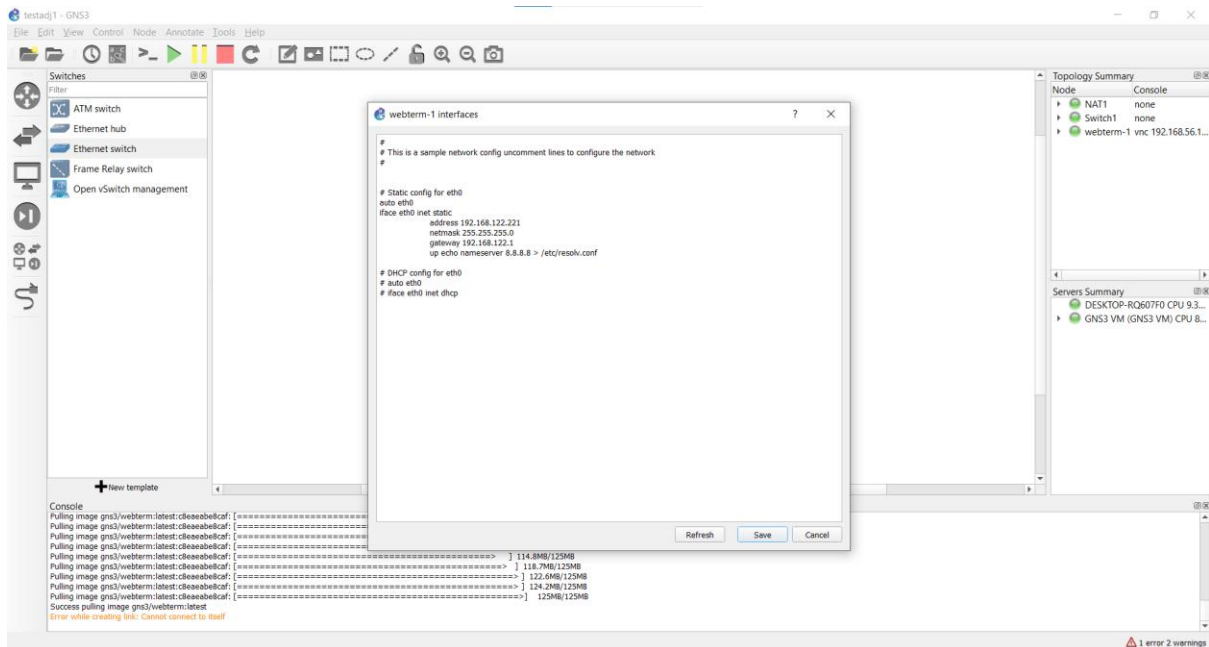 testadj1 - GNS3
File Edit View Control Node Annotate Tools Help
Switches
Filter
ATM switch
Ethernet hub
Ethernet switch
Frame Relay switch
Open vSwitch management
New template
webterm-1 interfaces
#
# This is a sample network config uncomment lines to configure the network
#
# Static config for eth0
auto eth0
iface eth0 inet static
address 192.168.122.221
netmask 255.255.255.0
gateway 192.168.122.1
up echo nameserver 8.8.8.8 > /etc/resolv.conf
# DHCP config for eth0
# auto eth0
# iface eth0 inet dhcp
Refresh Save Cancel
Topology Summary
Node Console
NAT1 none
Switch1 none
webterm-1 vnc 192.168.56.1...
Servers Summary
DESKTOP-RQ607F0 CPU 9.3...
GNS3 VM (GNS3 VM) CPU 8...
Console
Pulling image gns3/webterm:latest:c8eaeabe8caf: [======================
Pulling image gns3/webterm:latest:c8eaeabe8caf: [======================
Pulling image gns3/webterm:latest:c8eaeabe8caf: [======================
Pulling image gns3/webterm:latest:c8eaeabe8caf: [======================
Pulling image gns3/webterm:latest:c8eaeabe8caf: [=============================================> ] 114.8MB/125MB
Pulling image gns3/webterm:latest:c8eaeabe8caf: [===============================================> ] 118.7MB/125MB
Pulling image gns3/webterm:latest:c8eaeabe8caf: [=================================================> ] 122.6MB/125MB
Pulling image gns3/webterm:latest:c8eaeabe8caf: [=================================================> ] 124.2MB/125MB
Pulling image gns3/webterm:latest:c8eaeabe8caf: [==================================================>] 125MB/125MB
Success pulling image gns3/webterm:latest
Error while creating link: Cannot connect to itself
1 error 2 warnings